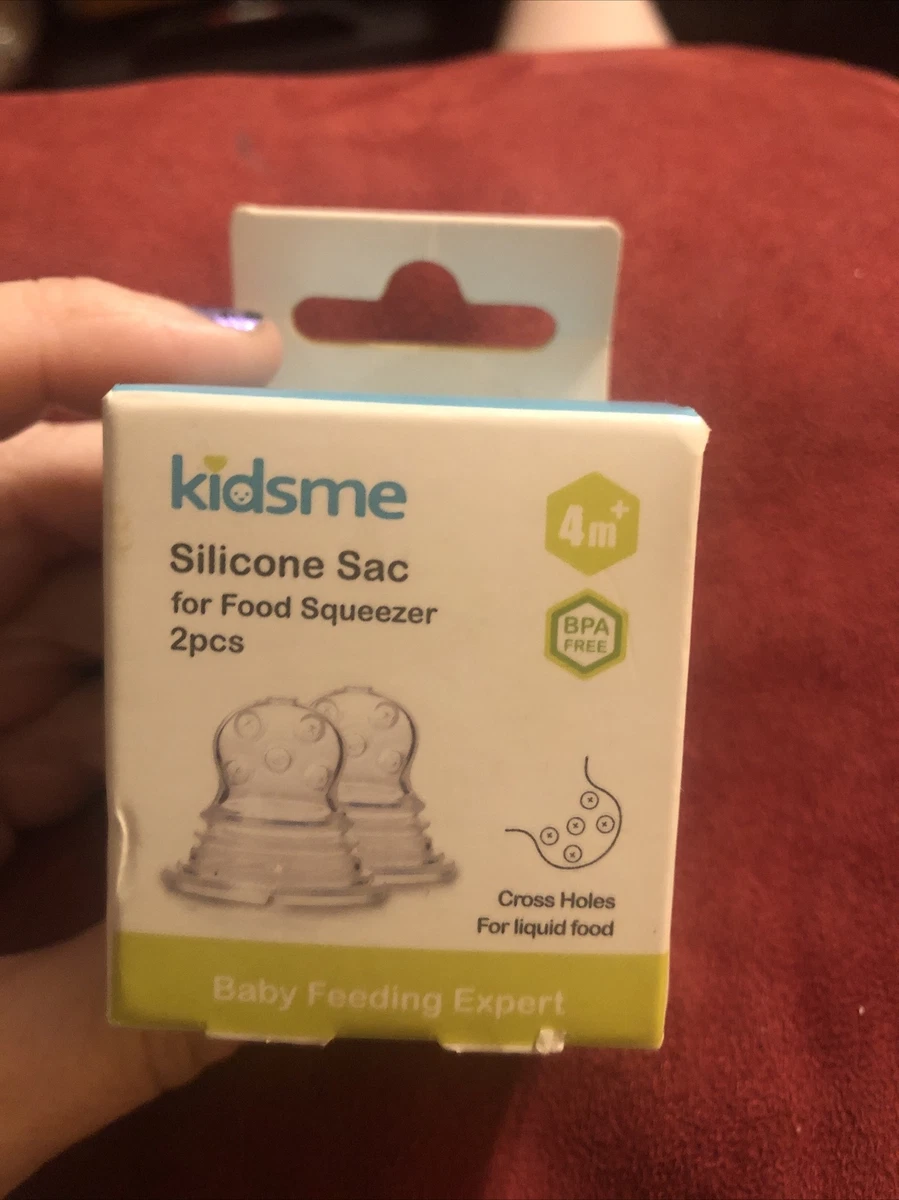 kidsme
4m+
Silicone Sac
for Food Squeezer
2pcs
BPA
FREE
Cross Holes
For liquid food
Baby Feeding Expert